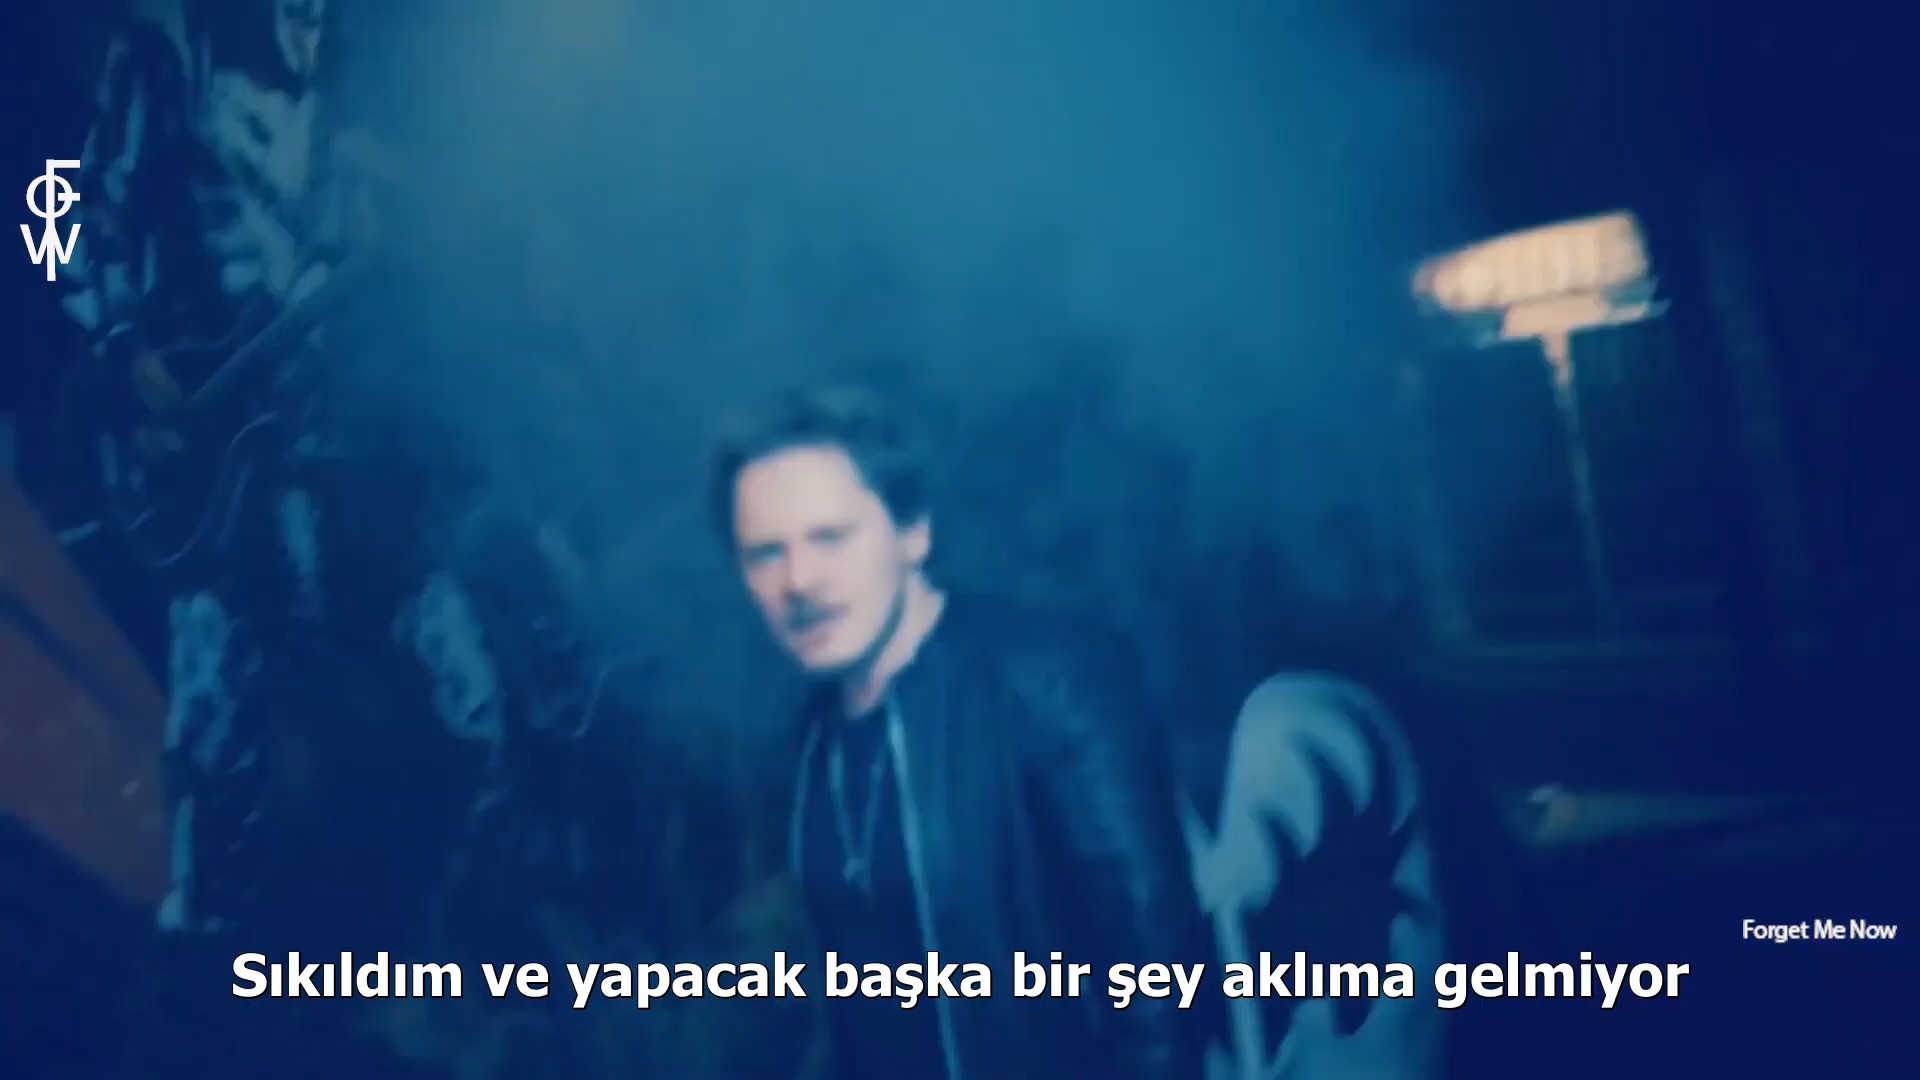 Forget Me Now
Sıkıldım ve yapacak başka bir şey aklıma gelmiyor